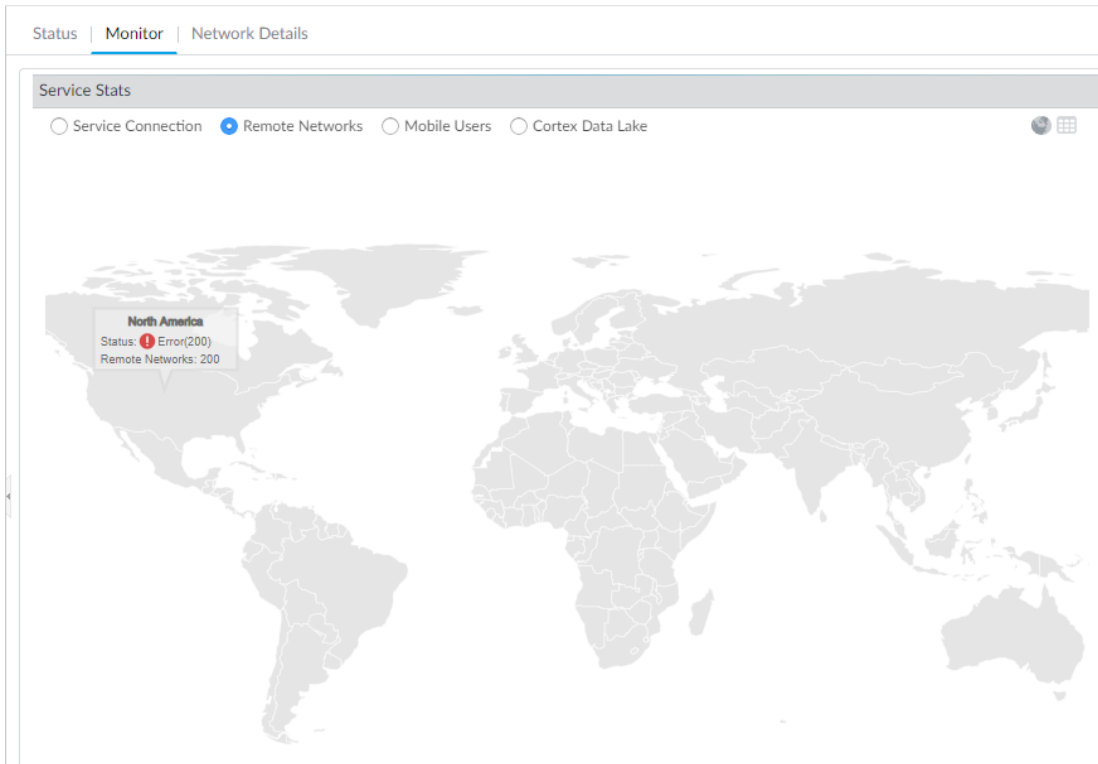 Status | Monitor | Network Details
Service Stats
Service Connection Remote Networks Mobile Users Cortex Data Lake
North America
Status: Error(200)
Remote Networks: 200